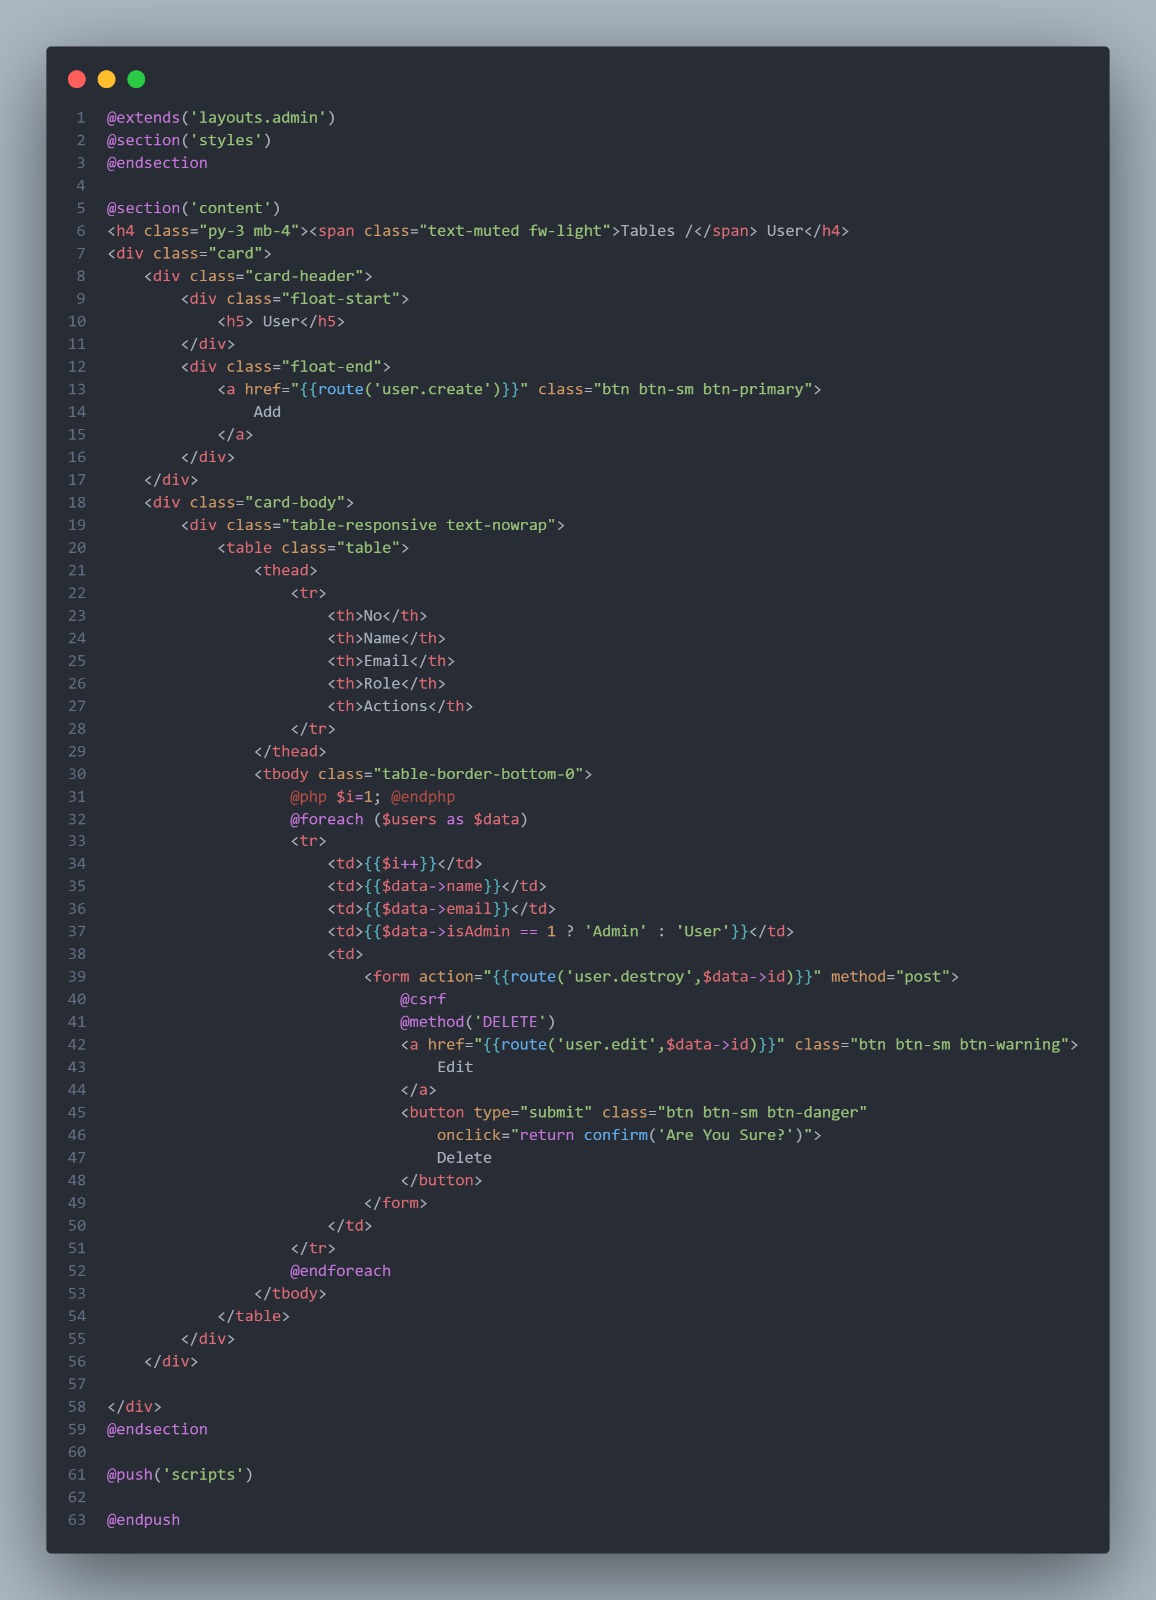 1 @extends('layouts.admin')
2 @section('styles')
3 @endsection
4
5 @section('content')
6 <h4 class="py-3 mb-4"><span class="text-muted fw-light">Tables /</span> User</h4>
7 <div class="card">
8     <div class="card-header">
9         <div class="float-start">
10             <h5> User</h5>
11         </div>
12         <div class="float-end">
13             <a href="{{route('user.create')}}" class="btn btn-sm btn-primary">
14                 Add
15             </a>
16         </div>
17     </div>
18     <div class="card-body">
19         <div class="table-responsive text-nowrap">
20             <table class="table">
21                 <thead>
22                     <tr>
23                         <th>No</th>
24                         <th>Name</th>
25                         <th>Email</th>
26                         <th>Role</th>
27                         <th>Actions</th>
28                     </tr>
29                 </thead>
30                 <tbody class="table-border-bottom-0">
31                     @php $i=1; @endphp
32                     @foreach ($users as $data)
33                     <tr>
34                         <td>{{$i++}}</td>
35                         <td>{{$data->name}}</td>
36                         <td>{{$data->email}}</td>
37                         <td>{{$data->isAdmin == 1 ? 'Admin' : 'User'}}</td>
38                         <td>
39                             <form action="{{route('user.destroy',$data->id)}}" method="post">
40                                 @csrf
41                                 @method('DELETE')
42                                 <a href="{{route('user.edit',$data->id)}}" class="btn btn-sm btn-warning">
43                                     Edit
44                                 </a>
45                                 <button type="submit" class="btn btn-sm btn-danger"
46                                     onclick="return confirm('Are You Sure?')">
47                                     Delete
48                                 </button>
49                             </form>
50                         </td>
51                     </tr>
52                     @endforeach
53                 </tbody>
54             </table>
55         </div>
56     </div>
57
58 </div>
59 @endsection
60
61 @push('scripts')
62
63 @endpush